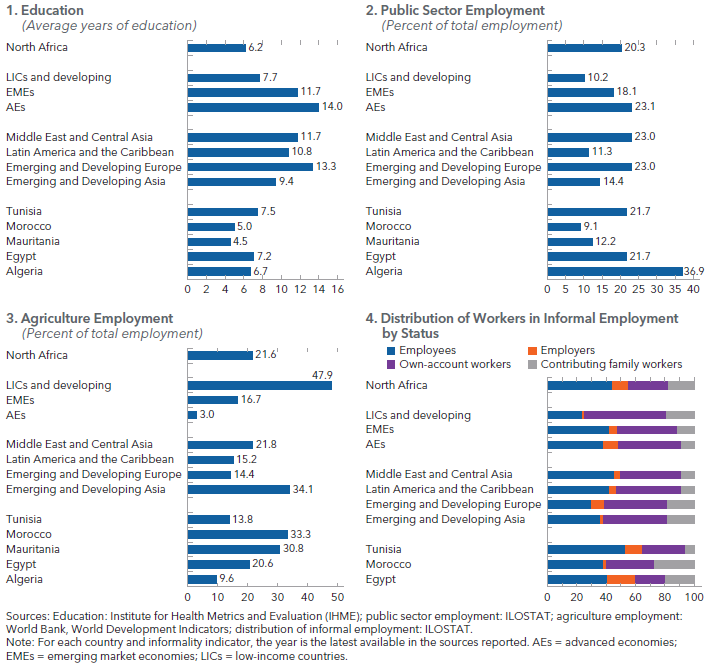 1. Education
(Average years of education)
North Africa 6.2
LICs and developing 7.7
EMEs 11.7
AEs 14.0
Middle East and Central Asia 11.7
Latin America and the Caribbean 10.8
Emerging and Developing Europe 13.3
Emerging and Developing Asia 9.4
Tunisia 7.5
Morocco 5.0
Mauritania 4.5
Egypt 7.2
Algeria 6.7
0 2 4 6 8 10 12 14 16
2. Public Sector Employment
(Percent of total employment)
North Africa 20.3
LICs and developing 10.2
EMEs 18.1
AEs 23.1
Middle East and Central Asia 23.0
Latin America and the Caribbean 11.3
Emerging and Developing Europe 23.0
Emerging and Developing Asia 14.4
Tunisia 21.7
Morocco 9.1
Mauritania 12.2
Egypt 21.7
Algeria 36.9
0 5 10 15 20 25 30 35 40
3. Agriculture Employment
(Percent of total employment)
North Africa 21.6
LICs and developing 47.9
EMEs 16.7
AEs 3.0
Middle East and Central Asia 21.8
Latin America and the Caribbean 15.2
Emerging and Developing Europe 14.4
Emerging and Developing Asia 34.1
Tunisia 13.8
Morocco 33.3
Mauritania 30.8
Egypt 20.6
Algeria 9.6
0 10 20 30 40 50
4. Distribution of Workers in Informal Employment
by Status
Employees Employers
Own-account workers Contributing family workers
North Africa
LICs and developing
EMEs
AEs
Middle East and Central Asia
Latin America and the Caribbean
Emerging and Developing Europe
Emerging and Developing Asia
Tunisia
Morocco
Egypt
0 20 40 60 80 100
Sources: Education: Institute for Health Metrics and Evaluation (IHME); public sector employment: ILOSTAT; agriculture employment:
World Bank, World Development Indicators; distribution of informal employment: ILOSTAT.
Note: For each country and informality indicator, the year is the latest available in the sources reported. AEs = advanced economies;
EMEs = emerging market economies; LICs = low-income countries.